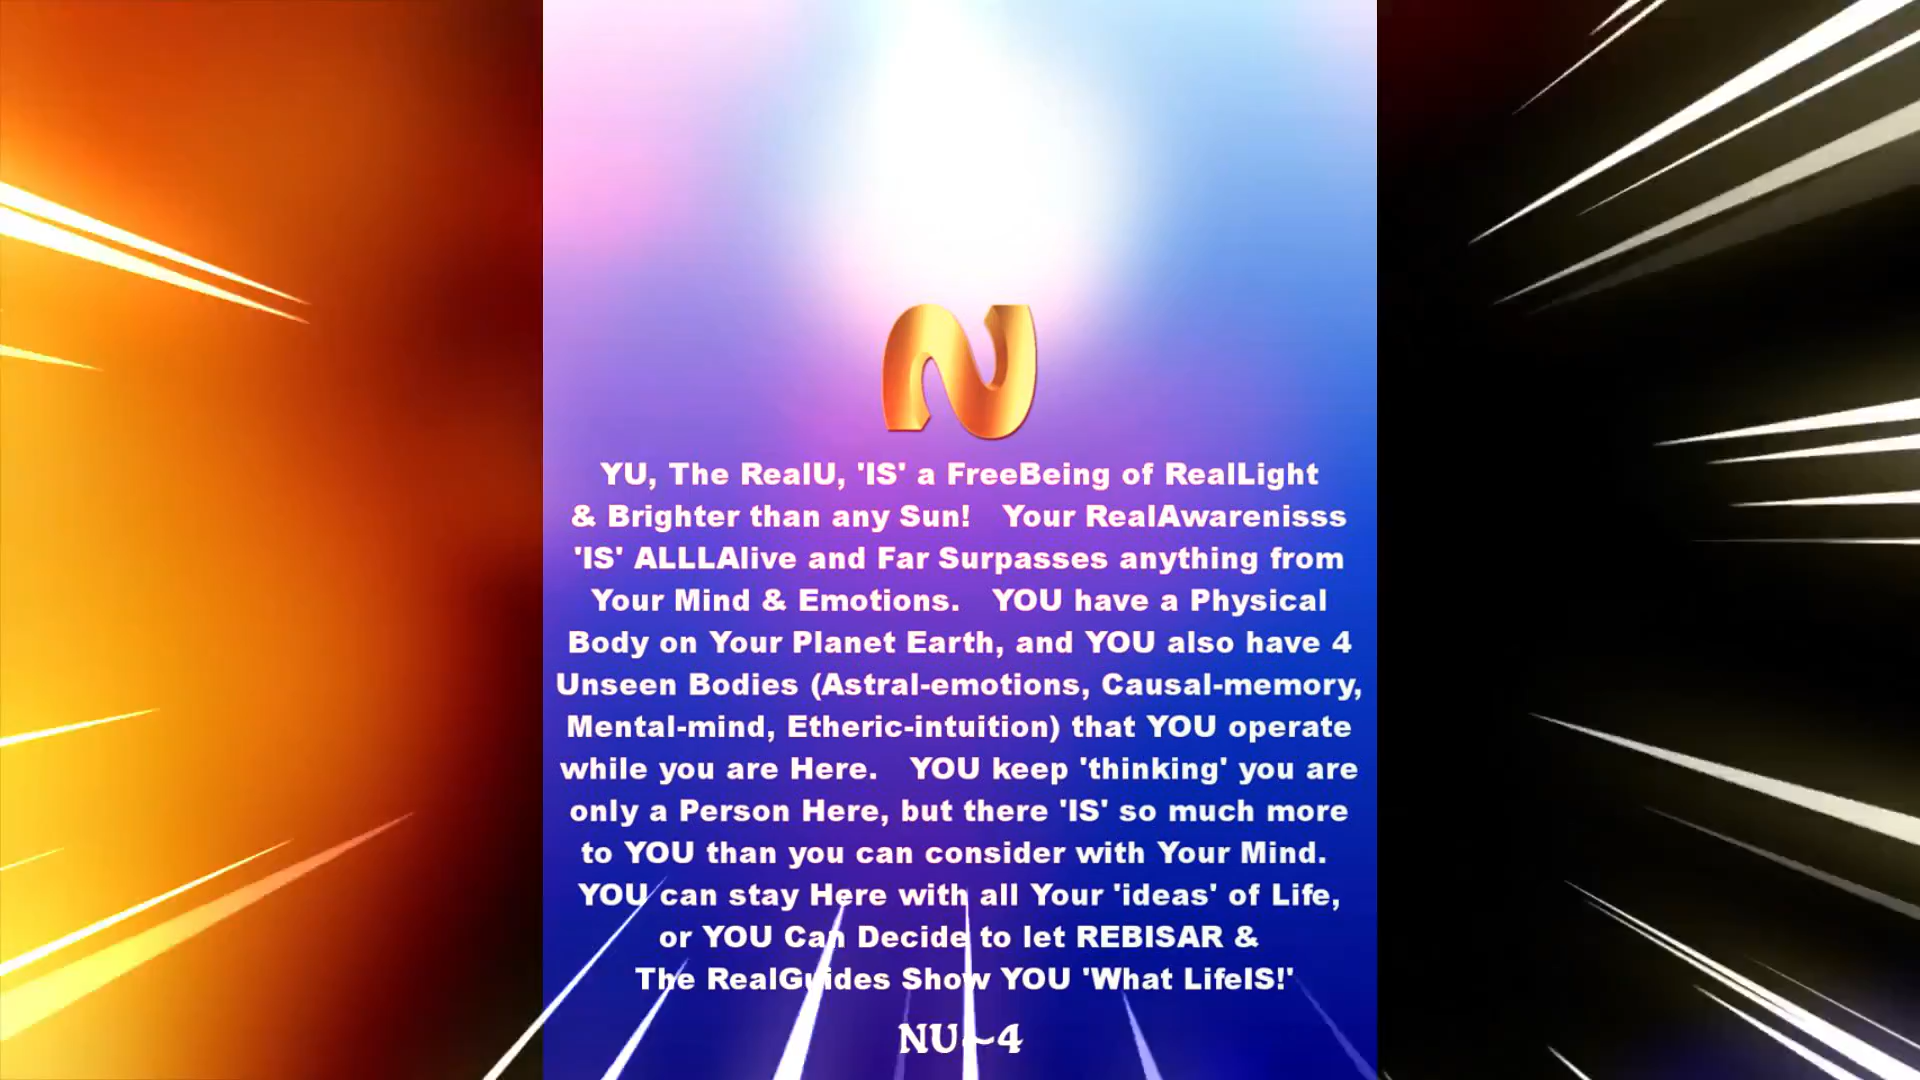 YU, The RealU, 'IS' a FreeBeing of RealLight
& Brighter than any Sun! Your RealAwarenisss
'IS' ALLLAlive and Far Surpasses anything from
Your Mind & Emotions. YOU have a Physical
Body on Your Planet Earth, and YOU also have 4
Unseen Bodies (Astral-emotions, Causal-memory,
Mental-mind, Etheric-intuition) that YOU operate
while you are Here. YOU keep 'thinking' you are
only a Person Here, but there 'IS' so much more
to YOU than you can consider with Your Mind.
YOU can stay Here with all Your 'ideas' of Life,
or YOU Can Decide to let REBISAR &
The RealGuides Show YOU 'What LifeIS!'
NU~4